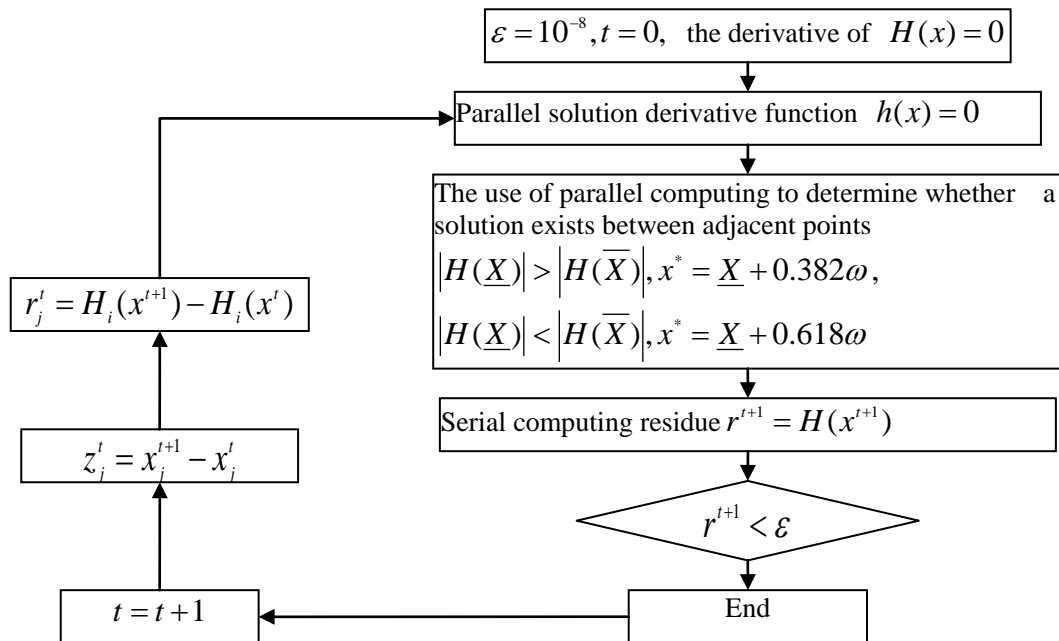 ε = 10⁻⁸, t = 0, the derivative of H(x) = 0
Parallel solution derivative function h(x) = 0
The use of parallel computing to determine whether a
solution exists between adjacent points
|H(X̲)| > |H(X̅)|, x* = X̲ + 0.382ω,
|H(X̲)| < |H(X̅)|, x* = X̲ + 0.618ω
Serial computing residue r^{t+1} = H(x^{t+1})
r^{t+1} < ε
End
t = t + 1
z_j^t = x_j^{t+1} − x_j^t
r_j^t = H_i(x^{t+1}) − H_i(x^t)